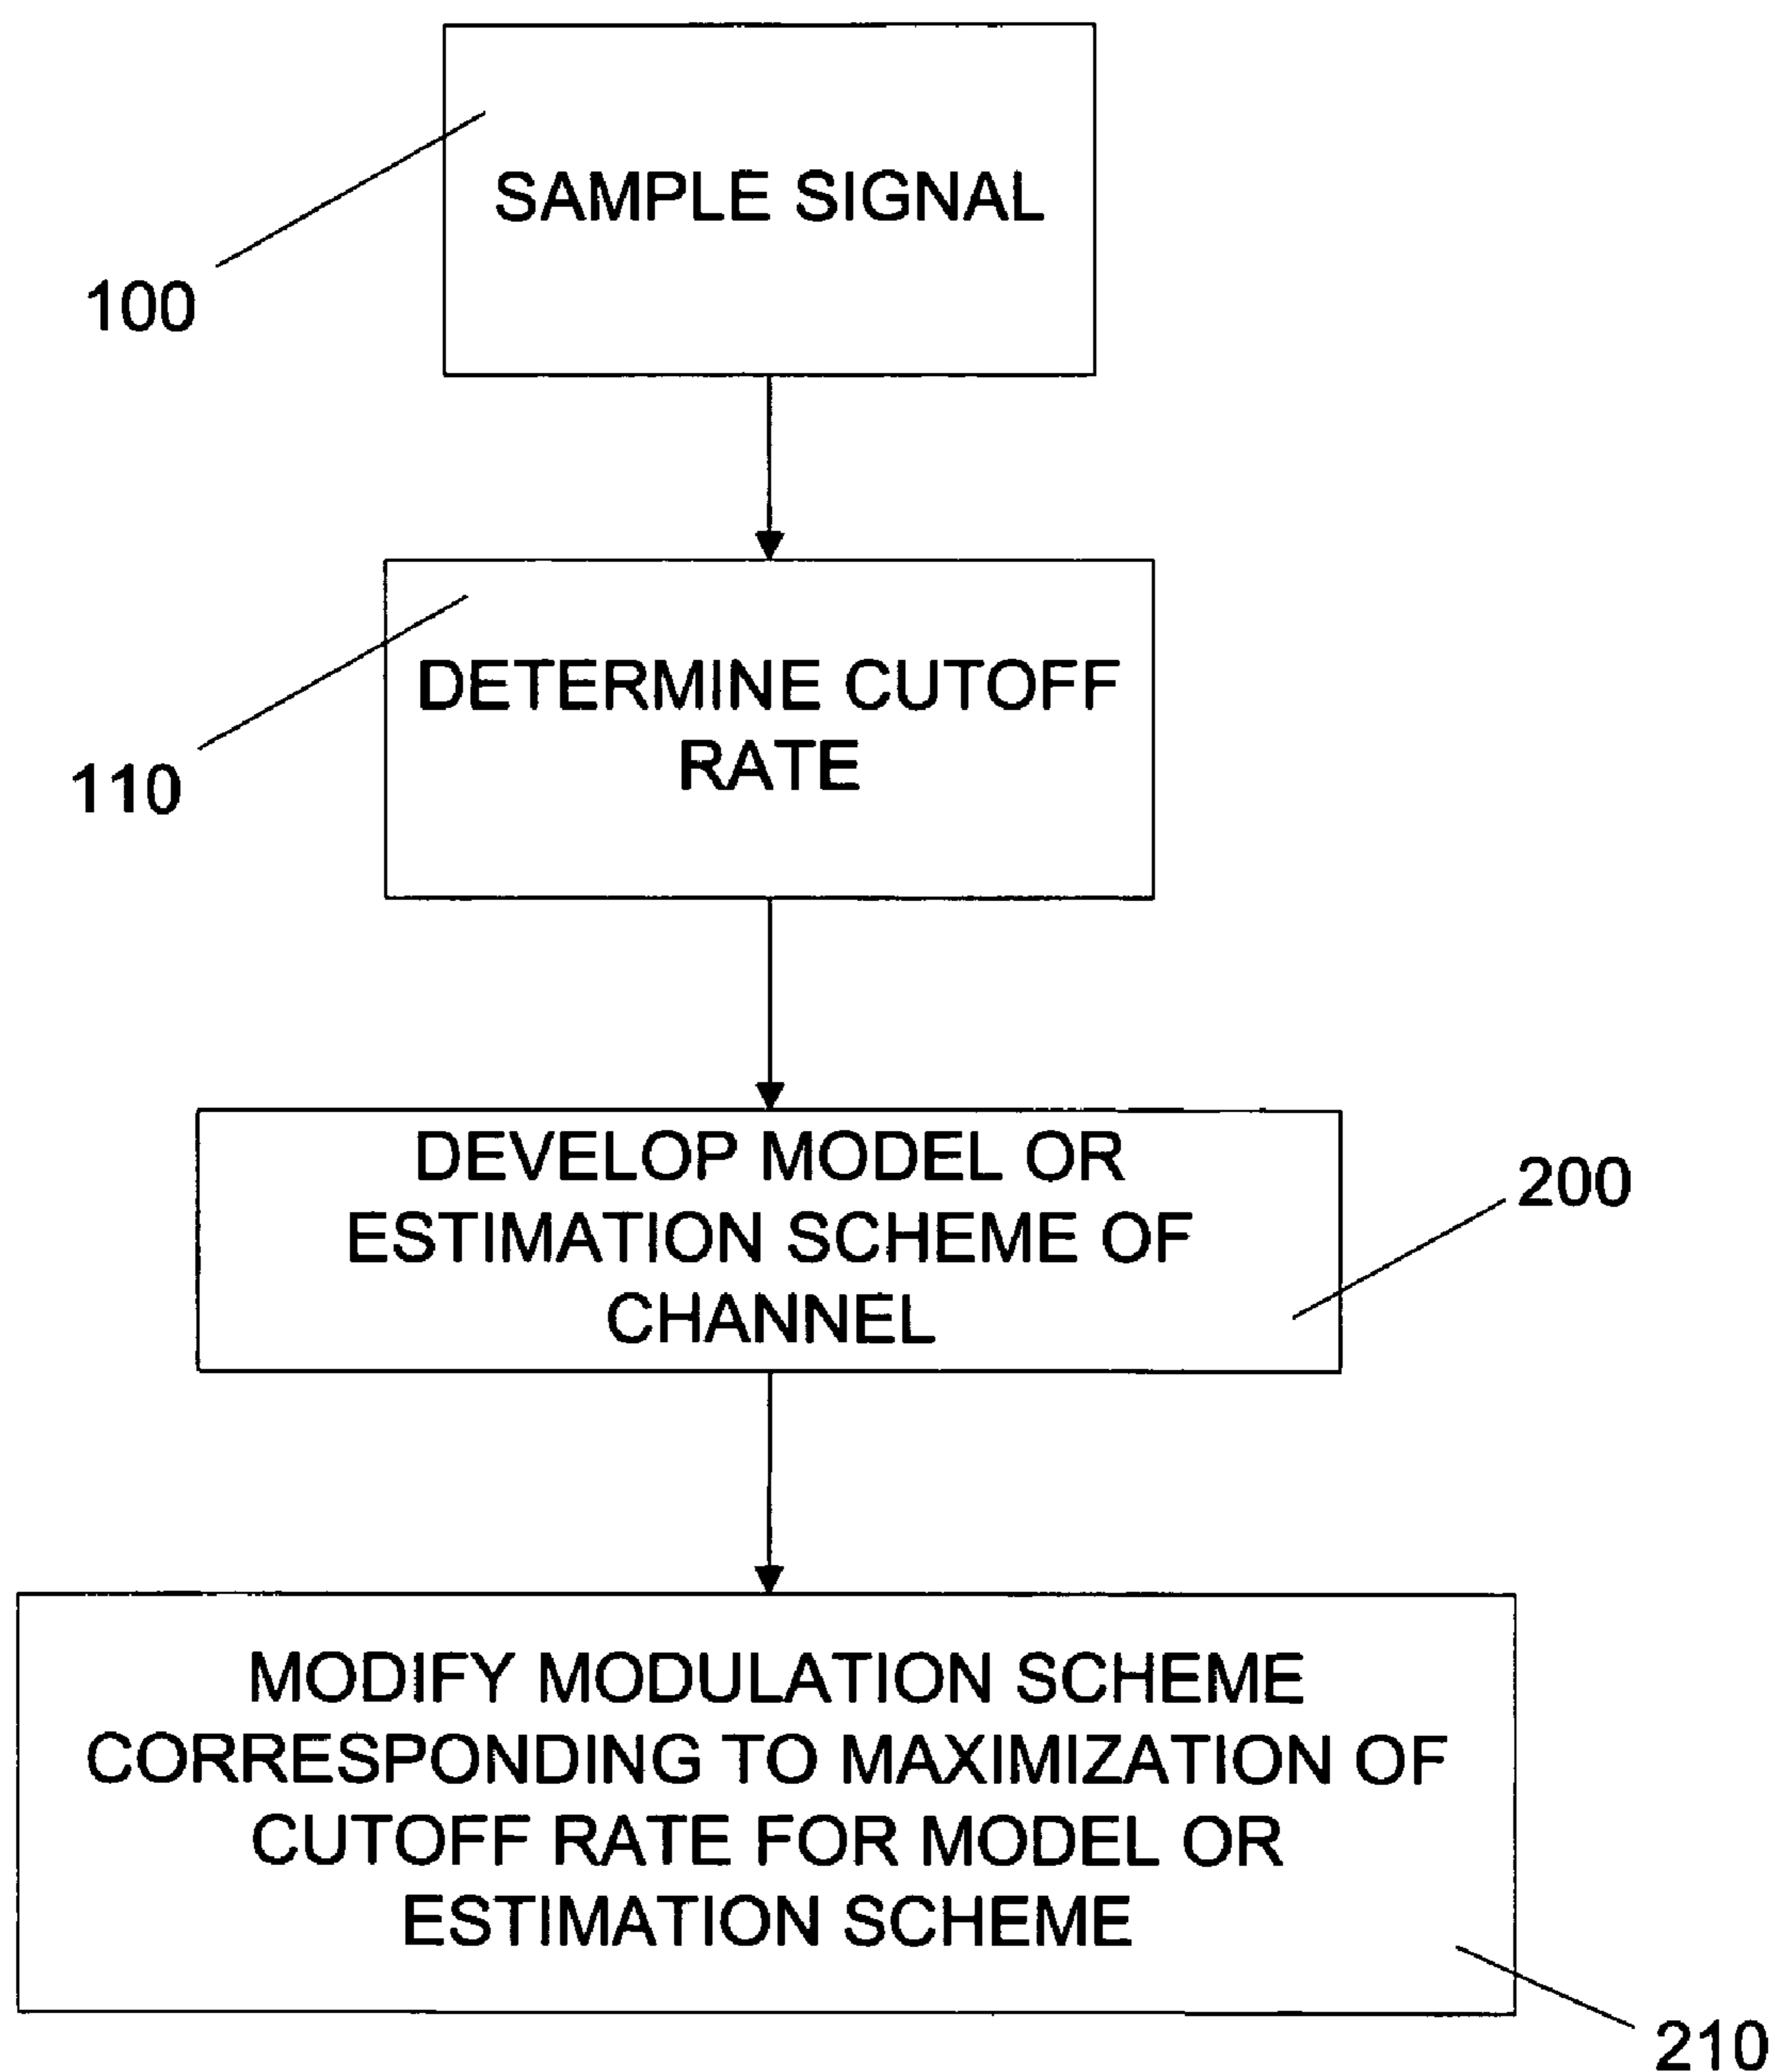 SAMPLE SIGNAL
100
DETERMINE CUTOFF
RATE
110
DEVELOP MODEL OR
ESTIMATION SCHEME OF
CHANNEL
200
MODIFY MODULATION SCHEME
CORRESPONDING TO MAXIMIZATION OF
CUTOFF RATE FOR MODEL OR
ESTIMATION SCHEME
210